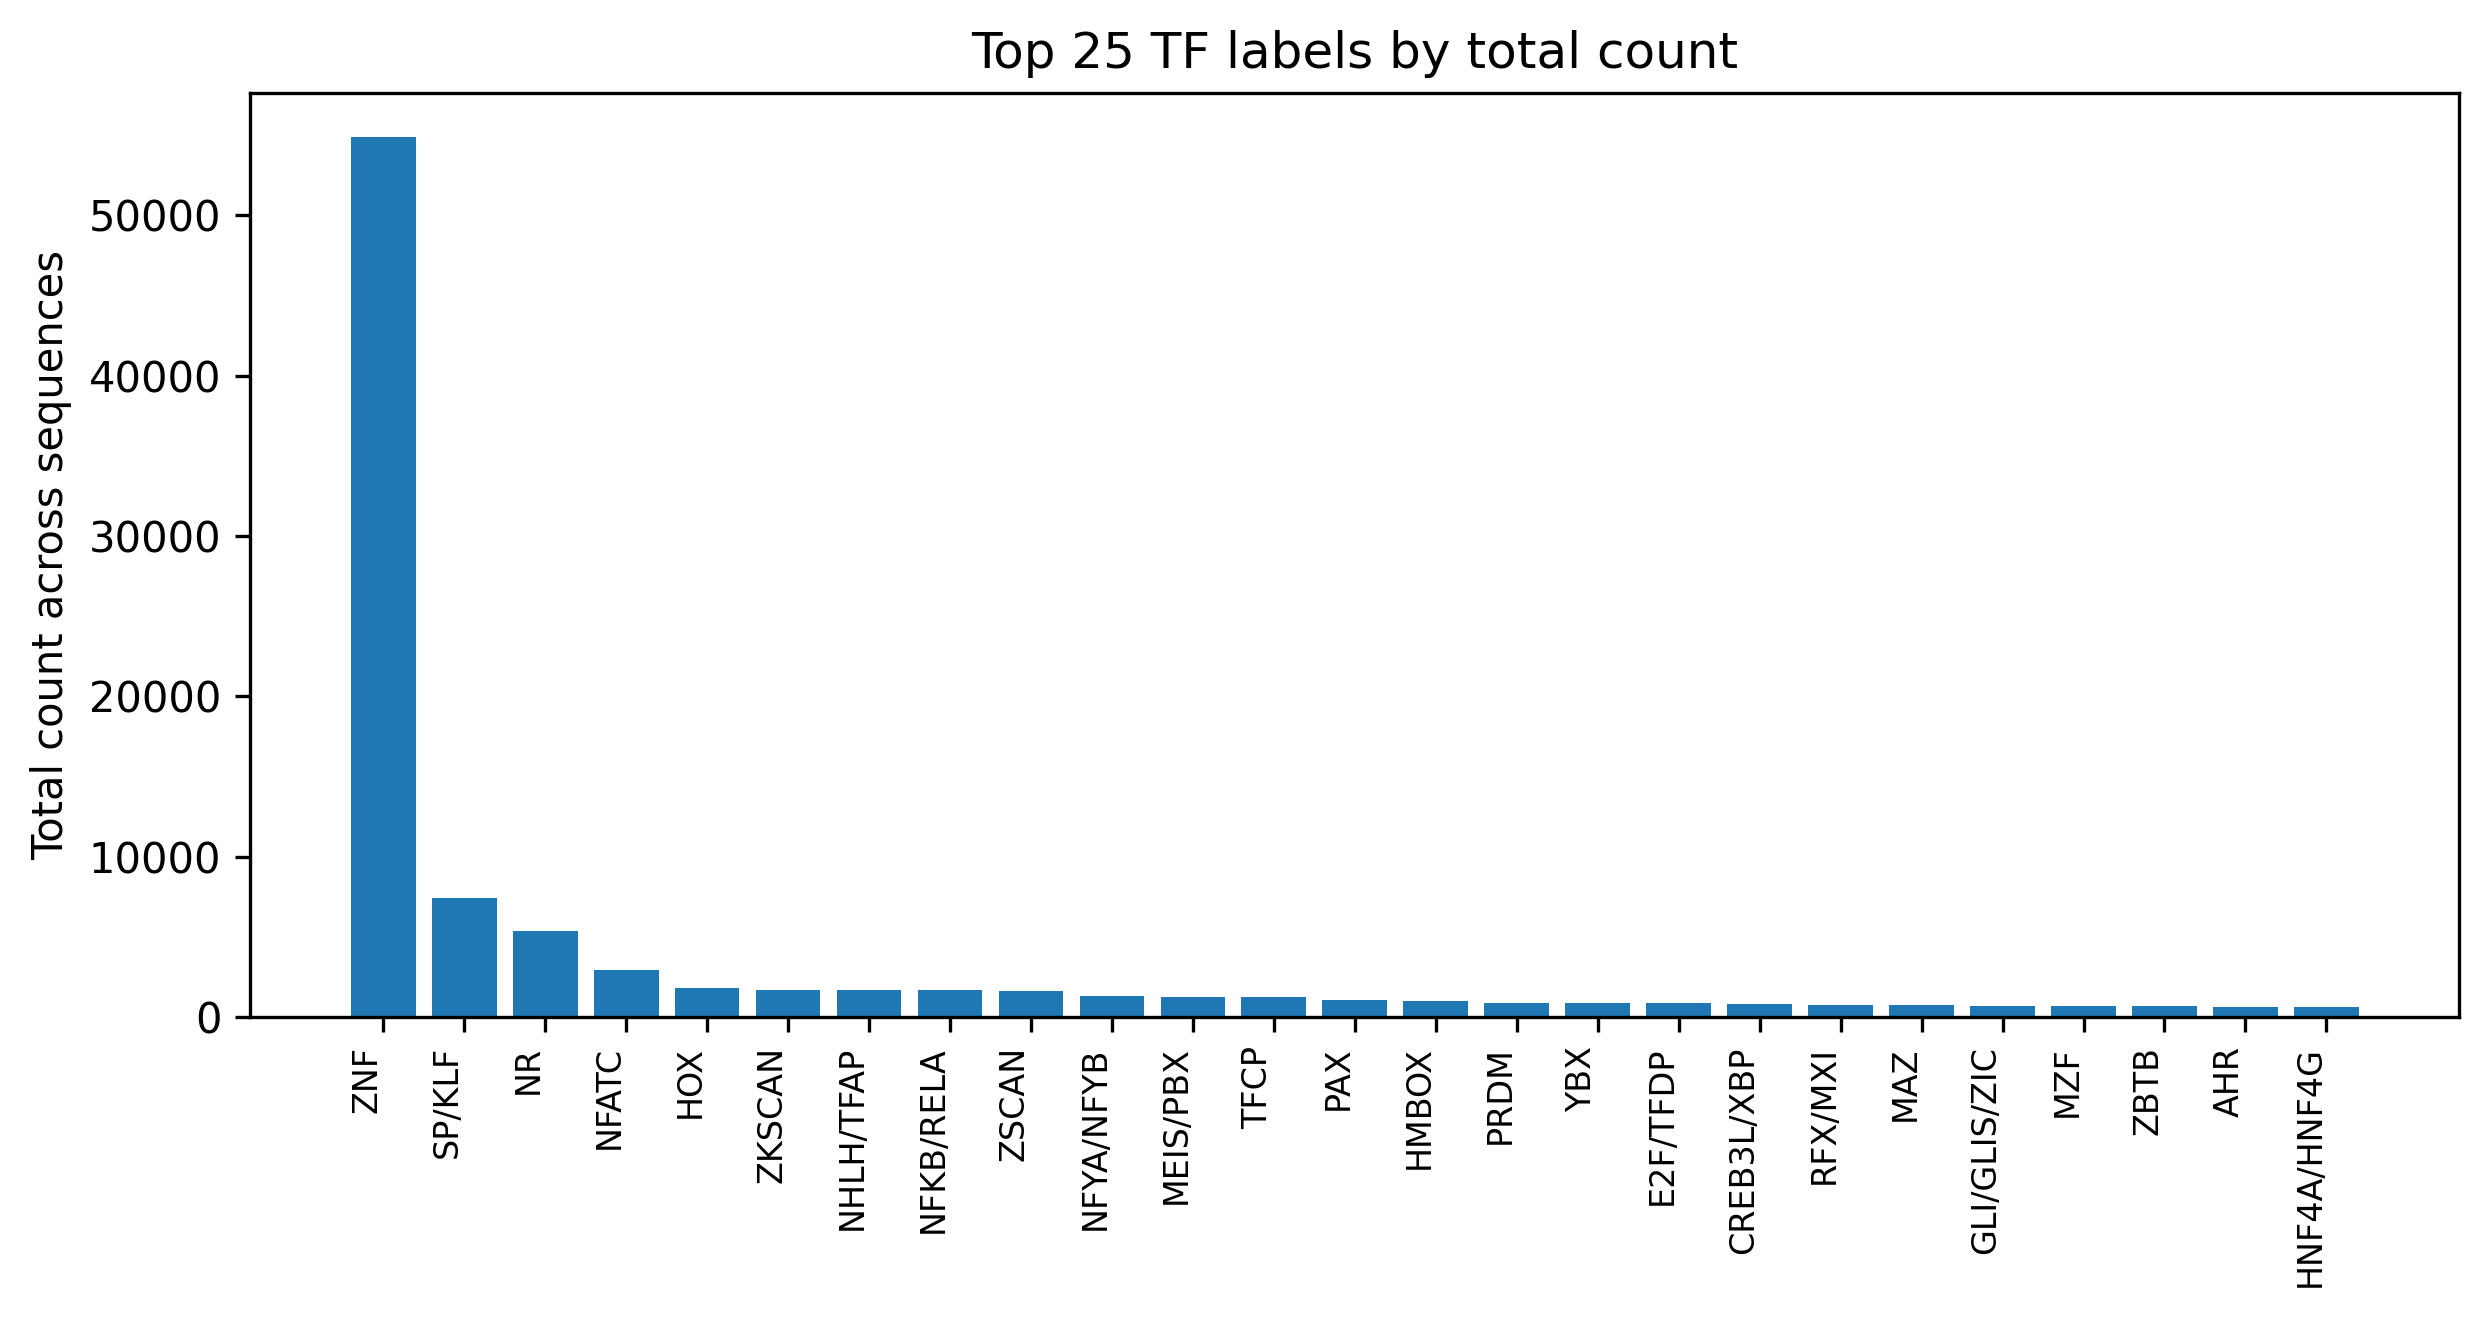 Top 25 TF labels by total count
Total count across sequences
50000
40000
30000
20000
10000
0
ZNF
SP/KLF
NR
NFATC
HOX
ZKSCAN
NHLH/TFAP
NFKB/RELA
ZSCAN
NFYA/NFYB
MEIS/PBX
TFCP
PAX
HMBOX
PRDM
YBX
E2F/TFDP
CREB3L/XBP
RFX/MXI
MAZ
GLI/GLIS/ZIC
MZF
ZBTB
AHR
HNF4A/HNF4G